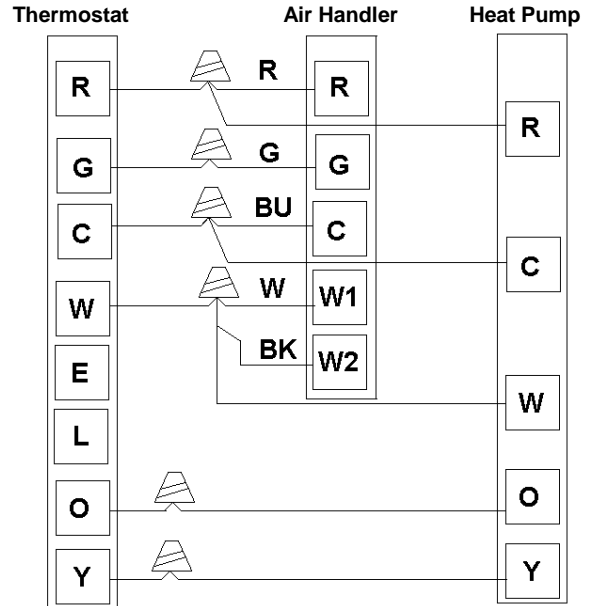 Thermostat Air Handler Heat Pump
R R R
R
G G G
C BU C
C
W W W1
BK W2
E
W
L
O O
Y Y